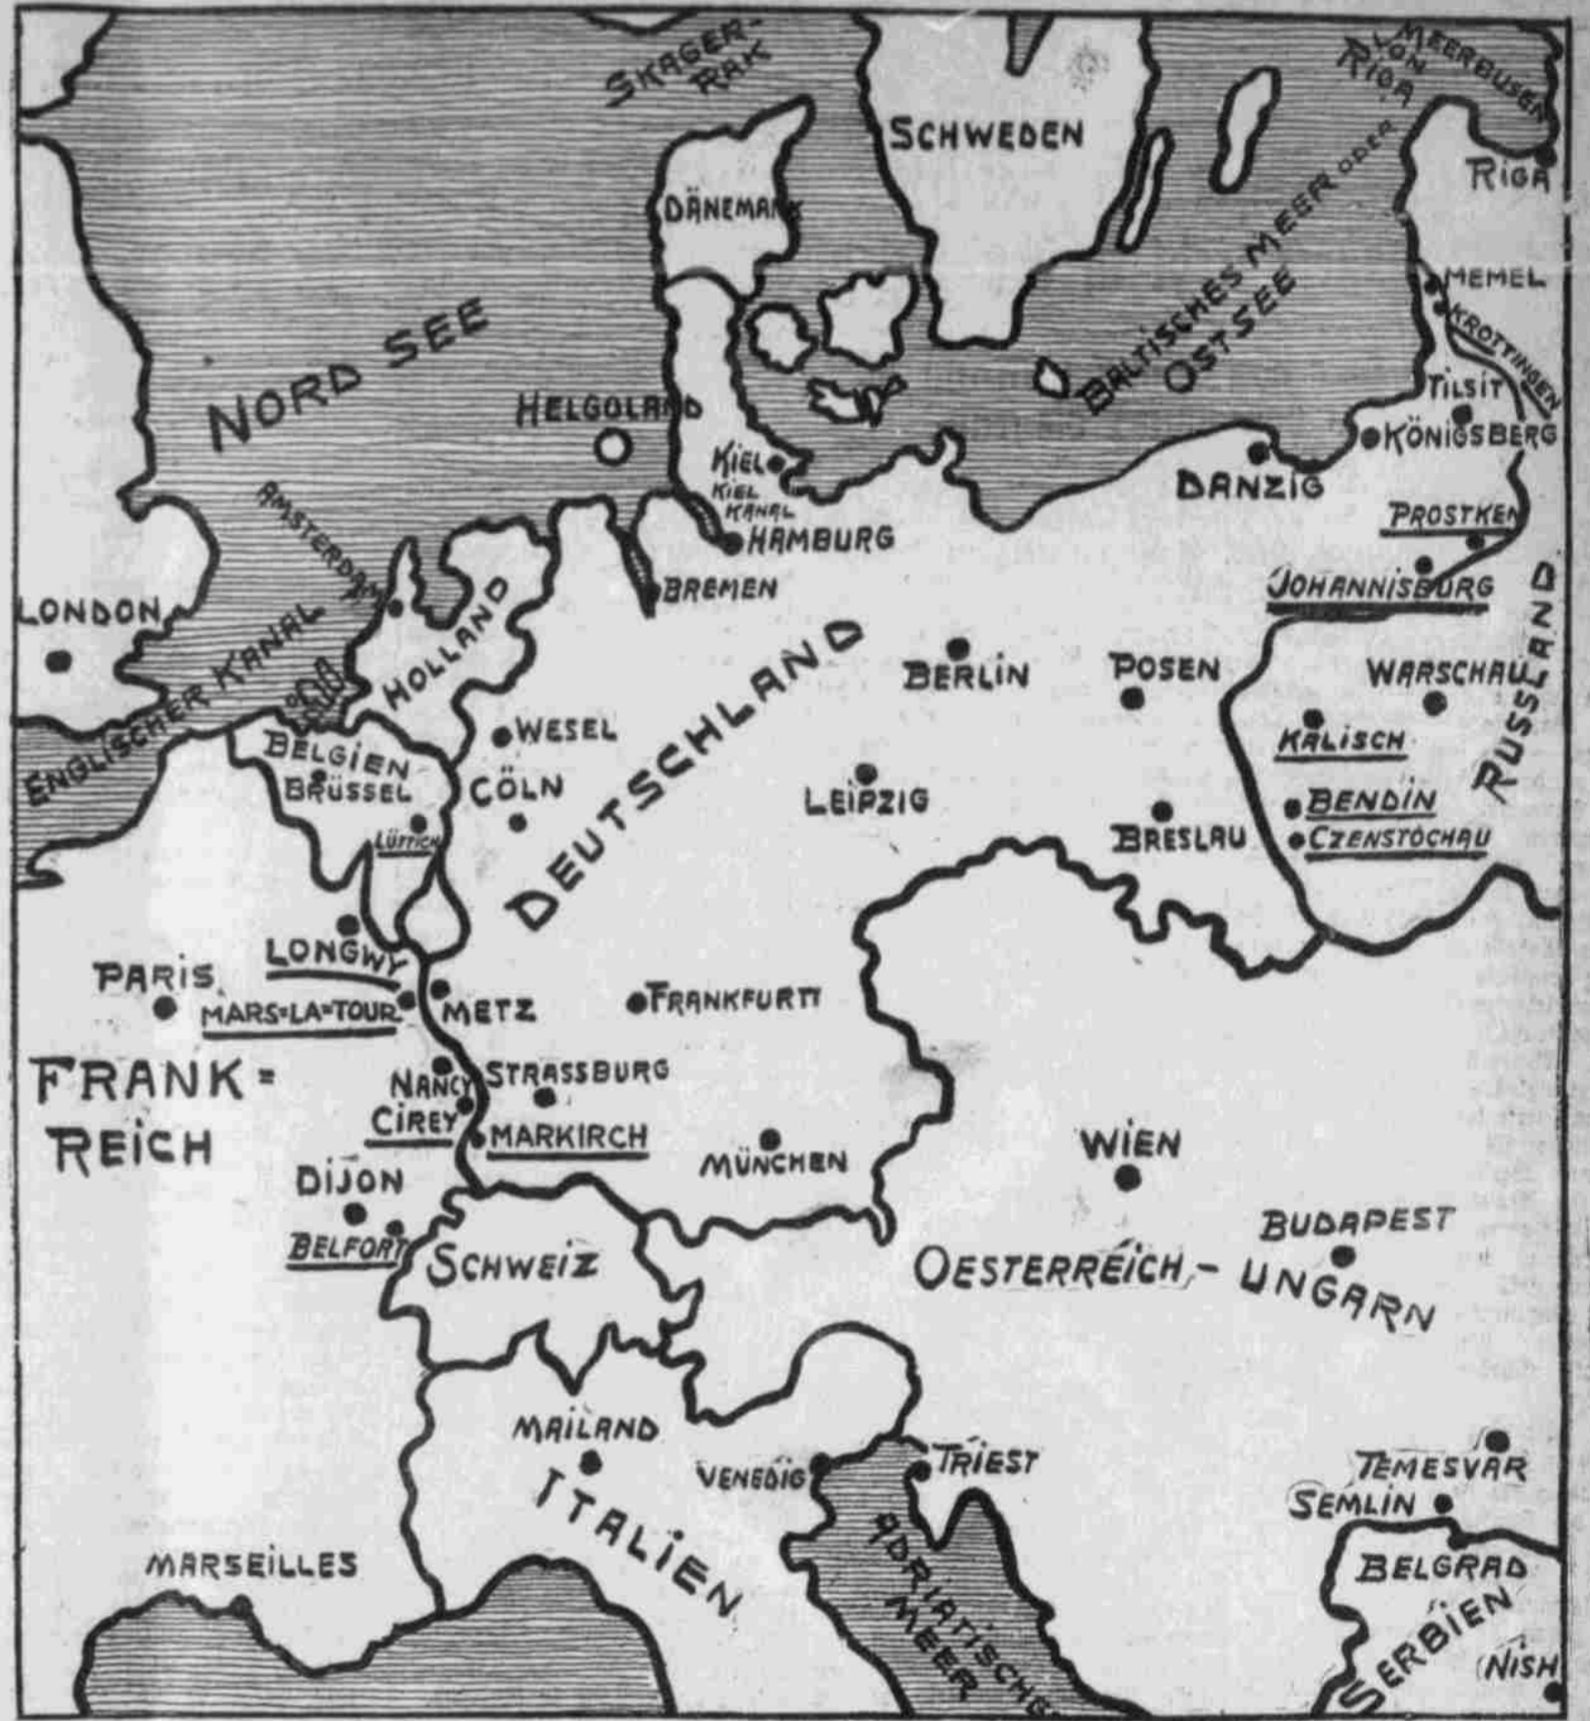 SKAGER-
RAK
MEERBUSEN
VON
RIGA
SCHWEDEN
RIGA
DÄNEMARK
BALTISCHES MEER ODER
OSTSEE
MEMEL
KROTTINGEN
NORD SEE
TILSIT
HELGOLAND
KÖNIGSBERG
KIEL
KIEL
KANAL
DANZIG
AMSTERDAM
PROSTKEN
HAMBURG
BREMEN
JOHANNISBURG
LONDON
HOLLAND
ENGLISCHER KANAL
DEUTSCHLAND
BERLIN
POSEN
WARSCHAU
RUSSLAND
WESEL
KALISCH
BELGIEN
BRÜSSEL
CÖLN
LEIPZIG
BENDIN
BRESLAU
CZENSTOCHAU
LÜTTICH
LONGWY
PARIS
MARS=LA=TOUR
METZ
FRANKFURT
FRANK=
REICH
NANCY
STRASSBURG
CIREY
MARKIRCH
MÜNCHEN
WIEN
DIJON
BELFORT
SCHWEIZ
BUDAPEST
OESTERREICH,- UNGARN
MAILAND
VENEDIG
TRIEST
ITALIEN
TEMESVAR
SEMLIN
ADRIATISCHES
MEER
MARSEILLES
BELGRAD
SERBIEN
NISH